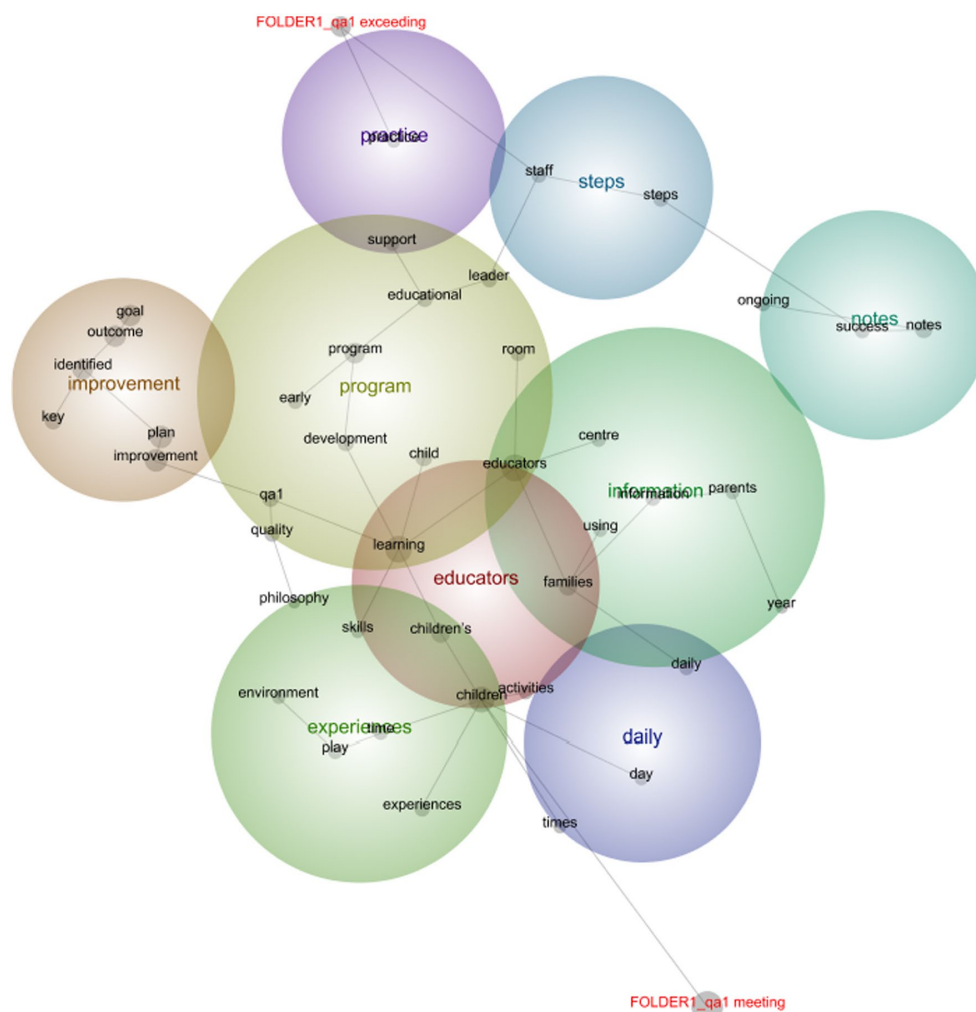 FOLDER1_qa1 exceeding
practice
practice
staff
steps
steps
support
leader
educational
ongoing
notes
success
notes
goal
outcome
identified
improvement
key
plan
improvement
program
room
program
early
development
child
centre
educators
qa1
information
information
parents
quality
using
learning
educators
families
philosophy
year
skills
children's
daily
environment
children
activities
experiences
time
play
daily
day
experiences
times
FOLDER1_qa1 meeting